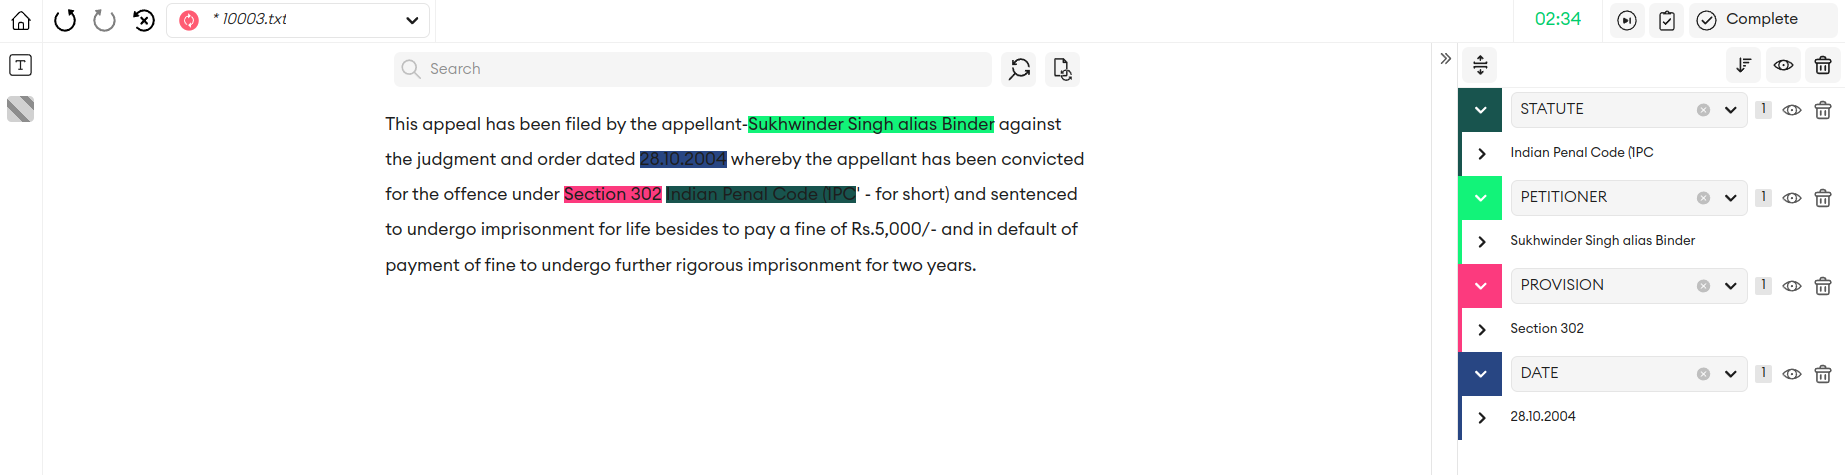 * 10003.txt
02:34
Complete
Search
This appeal has been filed by the appellant-Sukhwinder Singh alias Binder against
the judgment and order dated 28.10.2004 whereby the appellant has been convicted
for the offence under Section 302 Indian Penal Code (1PC' - for short) and sentenced
to undergo imprisonment for life besides to pay a fine of Rs.5,000/- and in default of
payment of fine to undergo further rigorous imprisonment for two years.
T
STATUTE 1
Indian Penal Code (1PC
PETITIONER 1
Sukhwinder Singh alias Binder
PROVISION 1
Section 302
DATE 1
28.10.2004